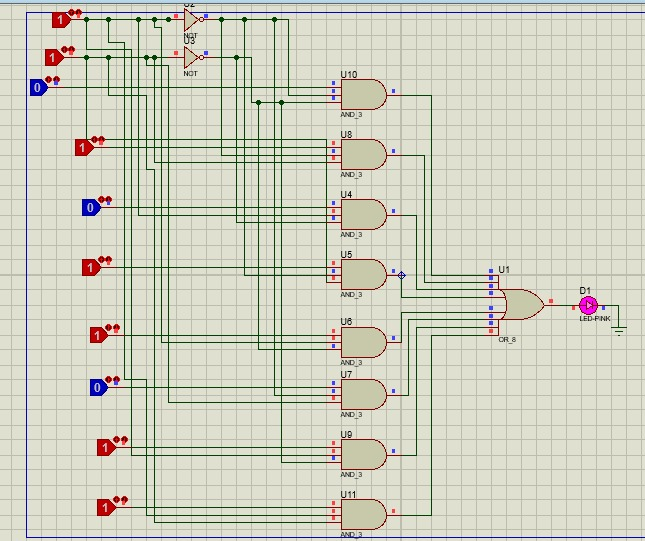 1
U2
NOT
1
U3
NOT
0
U10
AND_3
1
U8
AND_3
0
U4
AND_3
1
U5
AND_3
U1
OR_8
D1
LED-PINK
1
U6
AND_3
0
U7
AND_3
1
U9
AND_3
1
U11
AND_3